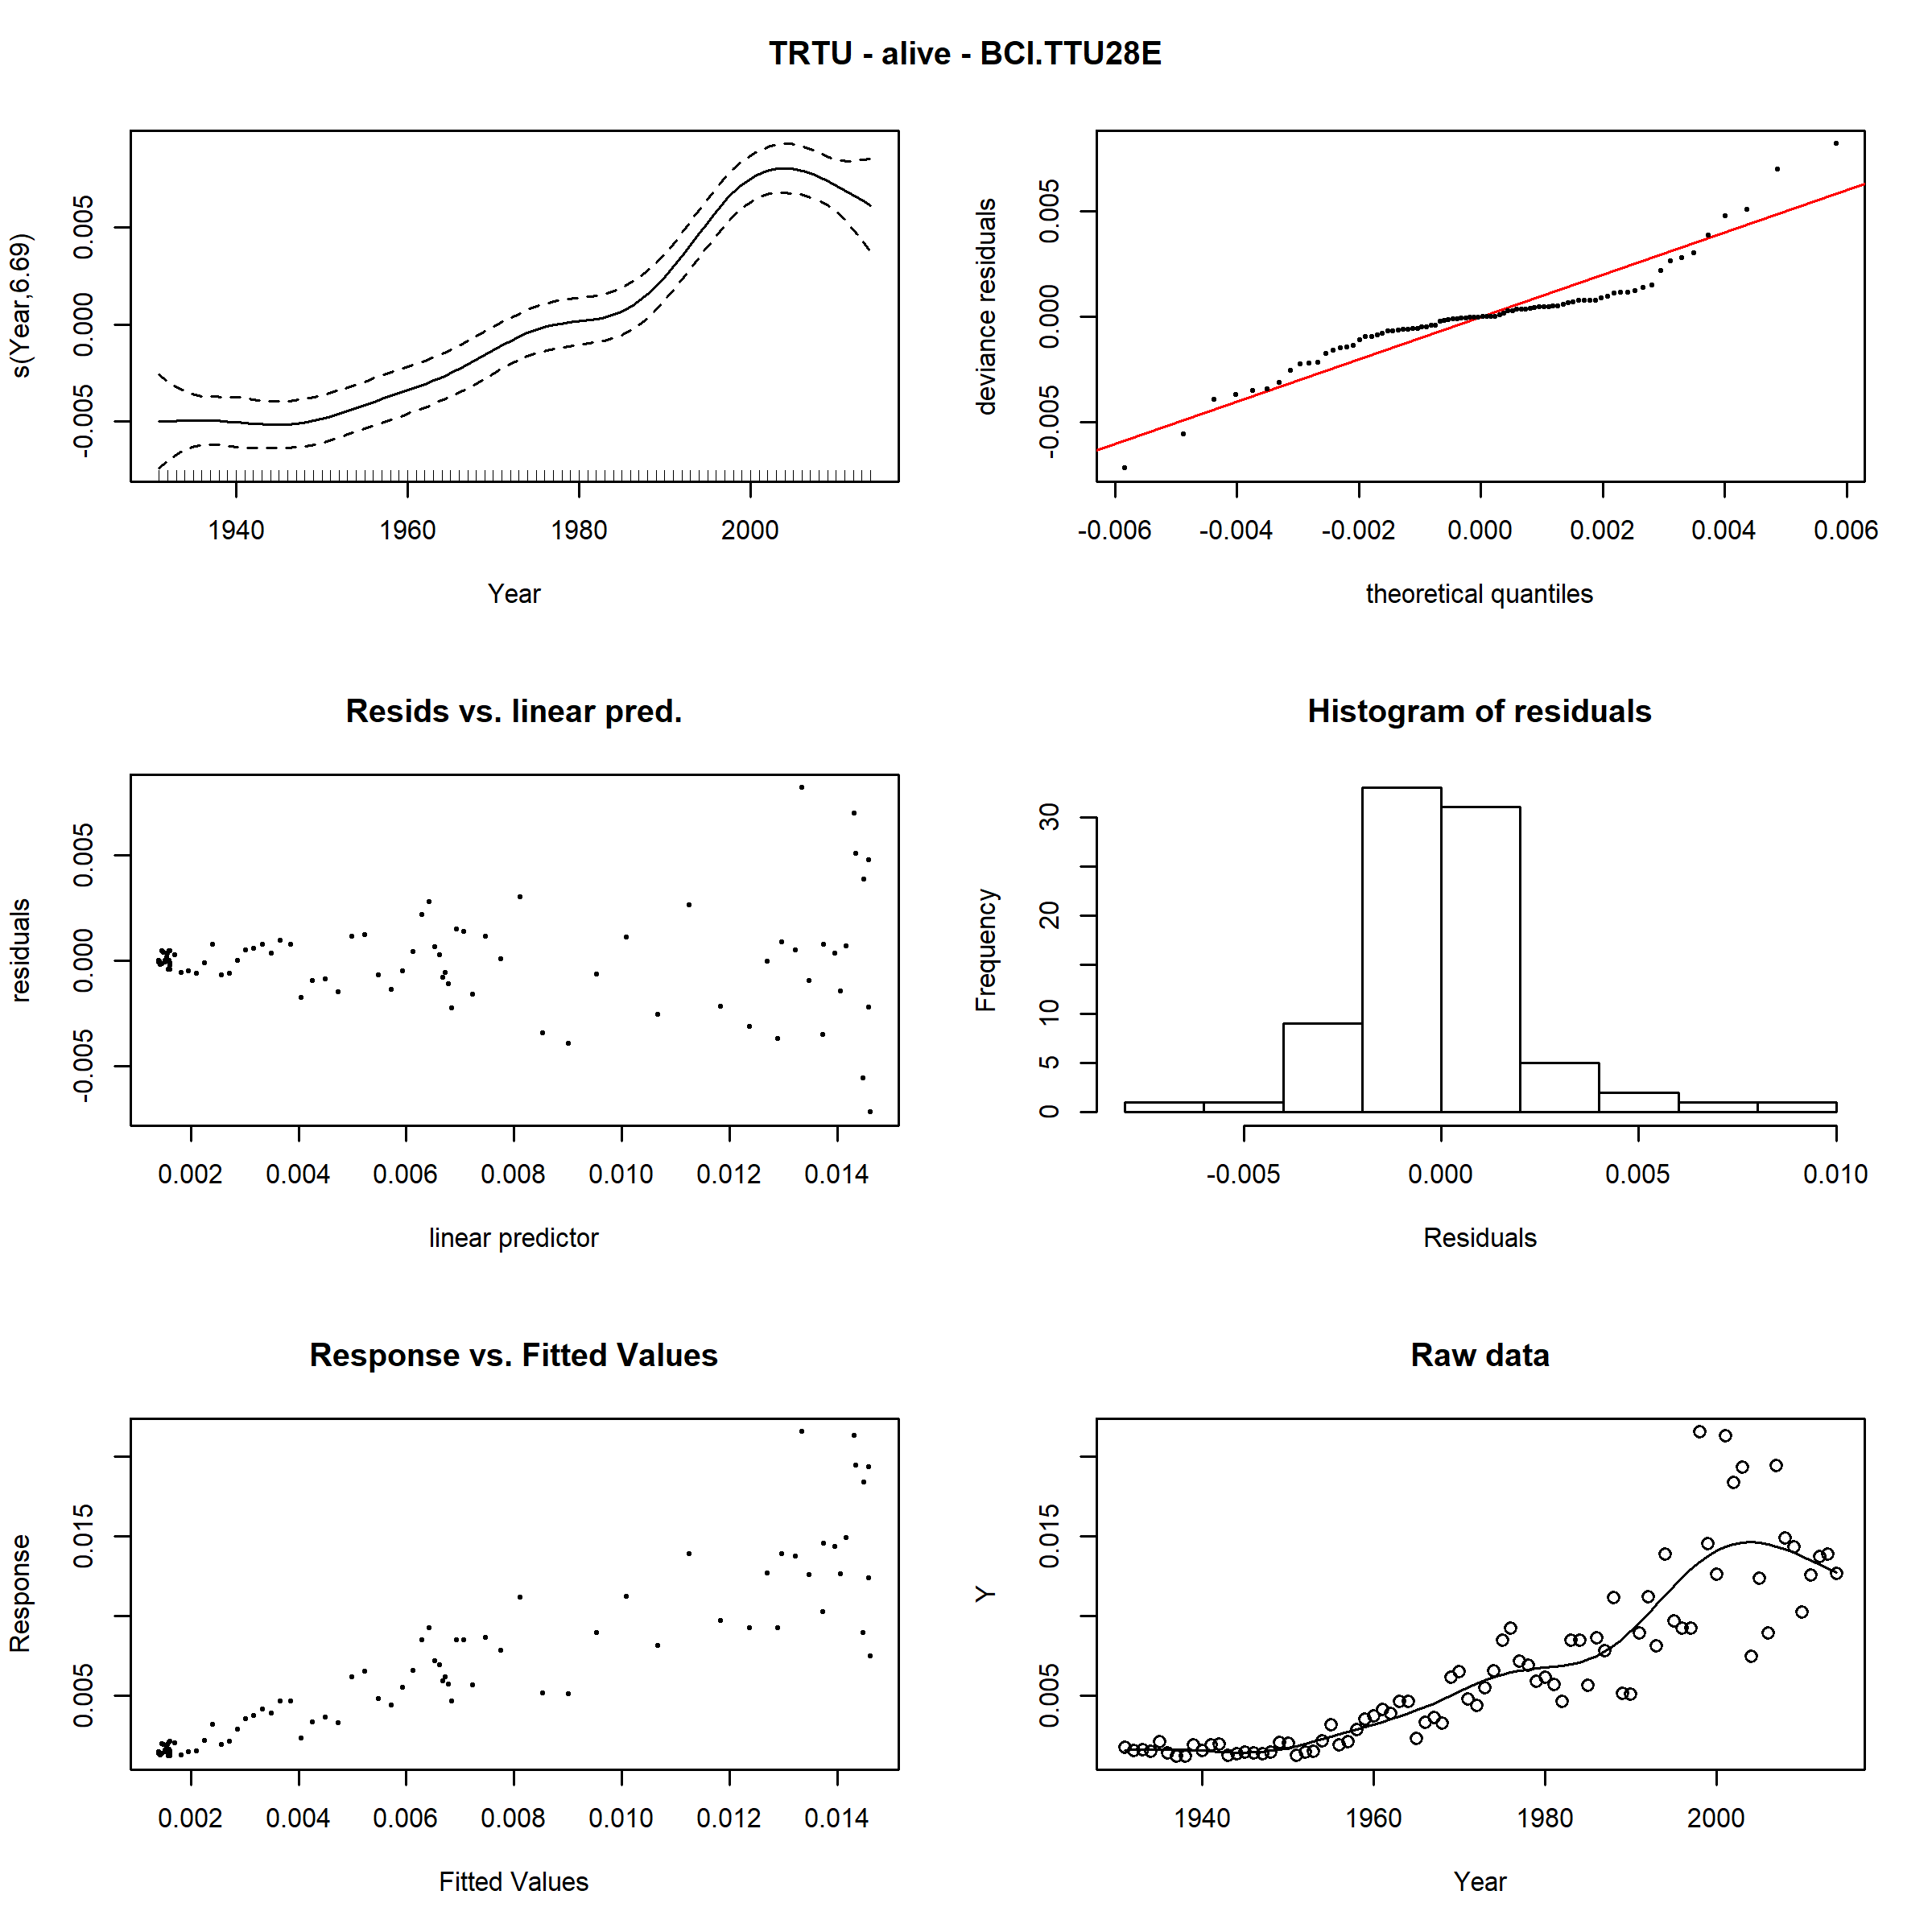 TRTU - alive - BCI.TTU28E
s(Year,6.69)
0.005
0.000
-0.005
1940 1960 1980 2000
Year
deviance residuals
0.005
0.000
-0.005
-0.006 -0.004 -0.002 0.000 0.002 0.004 0.006
theoretical quantiles
Resids vs. linear pred.
residuals
0.005
0.000
-0.005
0.002 0.004 0.006 0.008 0.010 0.012 0.014
linear predictor
Histogram of residuals
Frequency
30
20
10
5
0
-0.005 0.000 0.005 0.010
Residuals
Response vs. Fitted Values
Response
0.015
0.005
0.002 0.004 0.006 0.008 0.010 0.012 0.014
Fitted Values
Raw data
Y
0.015
0.005
1940 1960 1980 2000
Year